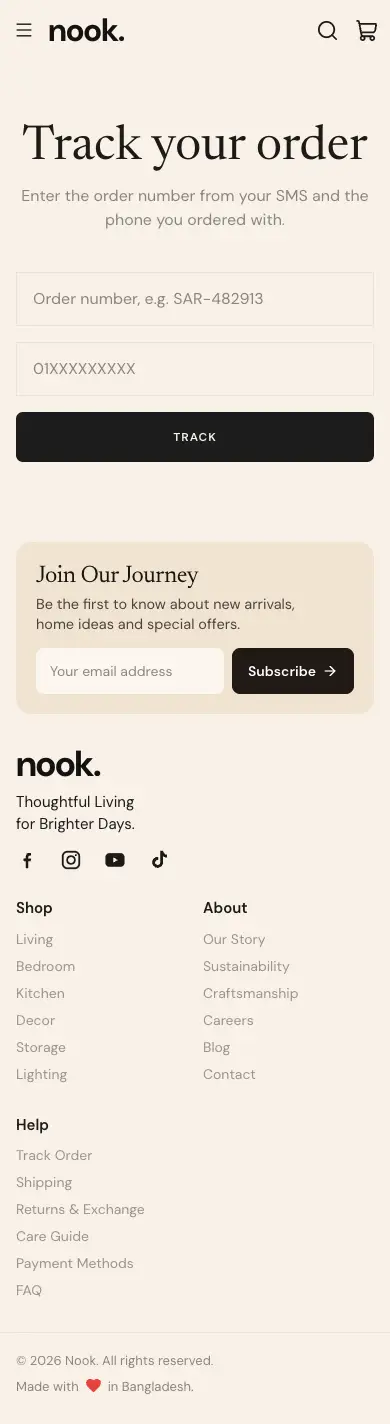 nook.
Track your order
Enter the order number from your SMS and the
phone you ordered with.
Order number, e.g. SAR-482913
01XXXXXXXXX
TRACK
Join Our Journey
Be the first to know about new arrivals,
home ideas and special offers.
Your email address
Subscribe →
nook.
Thoughtful Living
for Brighter Days.
Shop
Living
Bedroom
Kitchen
Decor
Storage
Lighting
About
Our Story
Sustainability
Craftsmanship
Careers
Blog
Contact
Help
Track Order
Shipping
Returns & Exchange
Care Guide
Payment Methods
FAQ
© 2026 Nook. All rights reserved.
Made with ❤️ in Bangladesh.